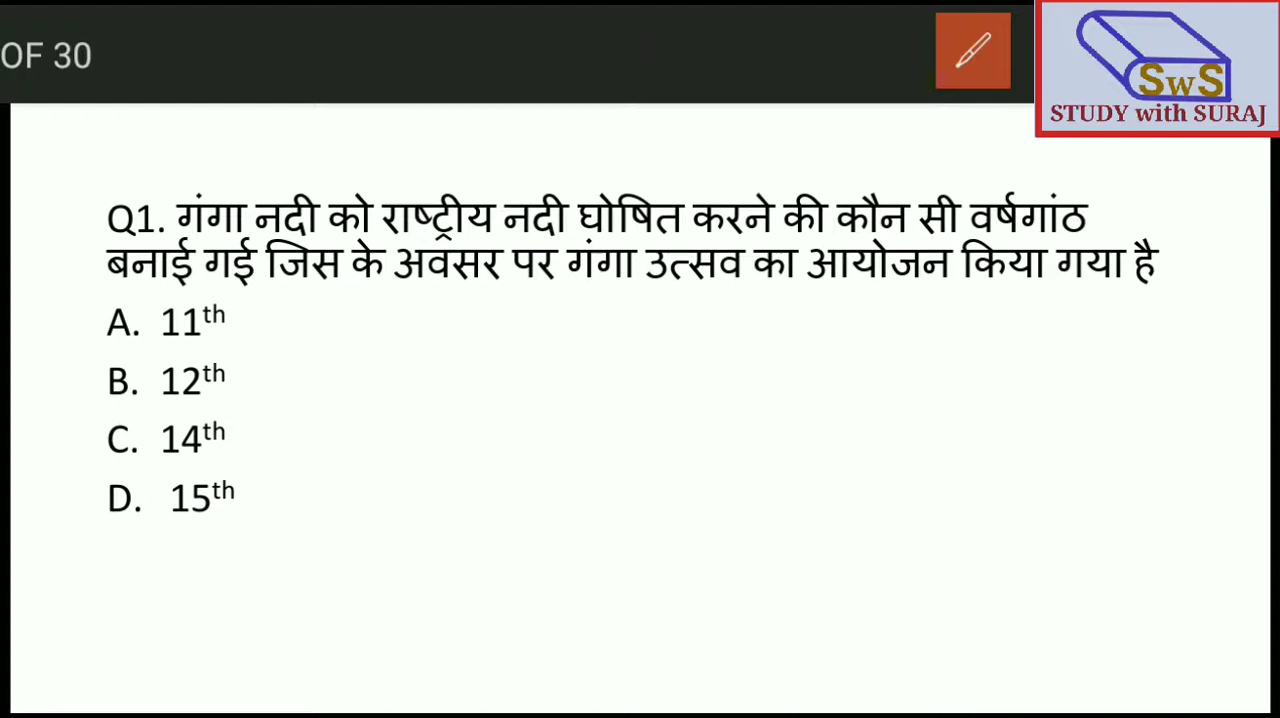 OF 30
SwS
STUDY with SURAJ
Q1. गंगा नदी को राष्ट्रीय नदी घोषित करने की कौन सी वर्षगांठ
बनाई गई जिस के अवसर पर गंगा उत्सव का आयोजन किया गया है
A. 11th
B. 12th
C. 14th
D. 15th